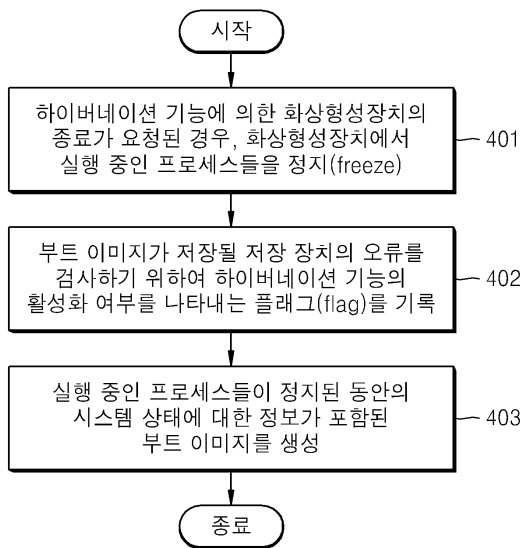 시작
하이버네이션 기능에 의한 화상형성장치의
종료가 요청된 경우, 화상형성장치에서
실행 중인 프로세스들을 정지(freeze)
401
부트 이미지가 저장될 저장 장치의 오류를
검사하기 위하여 하이버네이션 기능의
활성화 여부를 나타내는 플래그(flag)를 기록
402
실행 중인 프로세스들이 정지된 동안의
시스템 상태에 대한 정보가 포함된
부트 이미지를 생성
403
종료